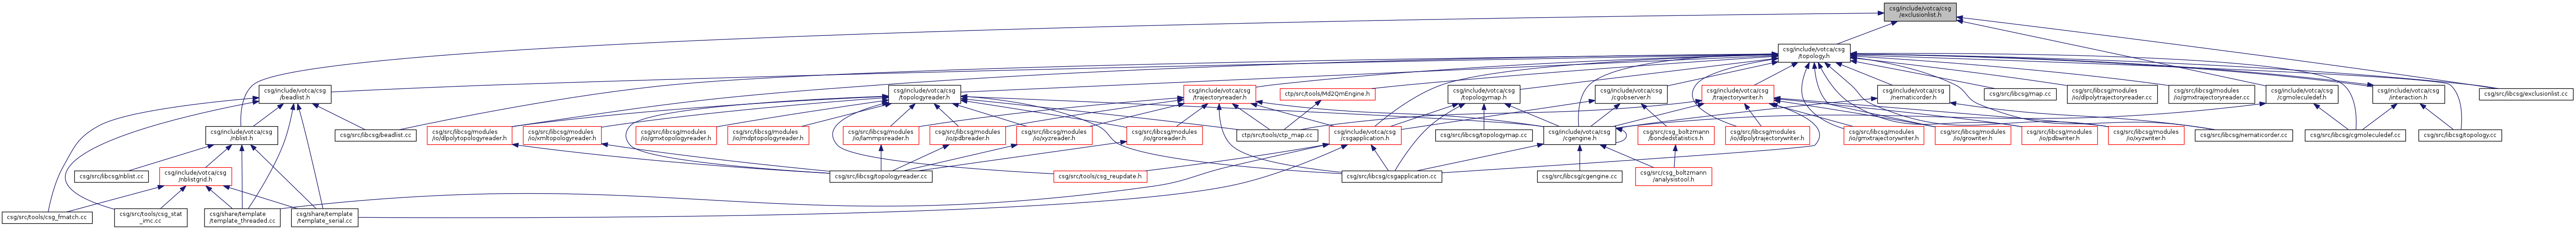 csg/include/votca/csg
/exclusionlist.h
csg/include/votca/csg
/topology.h
csg/include/votca/csg
/beadlist.h
csg/include/votca/csg
/topologyreader.h
csg/include/votca/csg
/trajectoryreader.h
ctp/src/tools/Md2QmEngine.h
csg/include/votca/csg
/topologymap.h
csg/include/votca/csg
/cgobserver.h
csg/include/votca/csg
/trajectorywriter.h
csg/include/votca/csg
/nematicorder.h
csg/src/libcsg/map.cc
csg/src/libcsg/modules
/io/dlpolytrajectoryreader.cc
csg/src/libcsg/modules
/io/gmxtrajectoryreader.cc
csg/include/votca/csg
/cgmoleculedef.h
csg/include/votca/csg
/interaction.h
csg/src/libcsg/exclusionlist.cc
csg/include/votca/csg
/nblist.h
csg/src/libcsg/beadlist.cc
csg/src/libcsg/modules
/io/dlpolytopologyreader.h
csg/src/libcsg/modules
/io/xmltopologyreader.h
csg/src/libcsg/modules
/io/gmxtopologyreader.h
csg/src/libcsg/modules
/io/mdptopologyreader.h
csg/src/libcsg/modules
/io/lammpsreader.h
csg/src/libcsg/modules
/io/pdbreader.h
csg/src/libcsg/modules
/io/xyzreader.h
csg/src/libcsg/modules
/io/groreader.h
ctp/src/tools/ctp_map.cc
csg/include/votca/csg
/csgapplication.h
csg/src/libcsg/topologymap.cc
csg/include/votca/csg
/cgengine.h
csg/src/csg_boltzmann
/bondedstatistics.h
csg/src/libcsg/modules
/io/dlpolytrajectorywriter.h
csg/src/libcsg/modules
/io/gmxtrajectorywriter.h
csg/src/libcsg/modules
/io/growriter.h
csg/src/libcsg/modules
/io/pdbwriter.h
csg/src/libcsg/modules
/io/xyzwriter.h
csg/src/libcsg/nematicorder.cc
csg/src/libcsg/cgmoleculedef.cc
csg/src/libcsg/topology.cc
csg/src/libcsg/nblist.cc
csg/include/votca/csg
/nblistgrid.h
csg/src/libcsg/topologyreader.cc
csg/src/tools/csg_reupdate.h
csg/src/libcsg/csgapplication.cc
csg/src/libcsg/cgengine.cc
csg/src/csg_boltzmann
/analysistool.h
csg/src/tools/csg_fmatch.cc
csg/src/tools/csg_stat
_imc.cc
csg/share/template
/template_threaded.cc
csg/share/template
/template_serial.cc